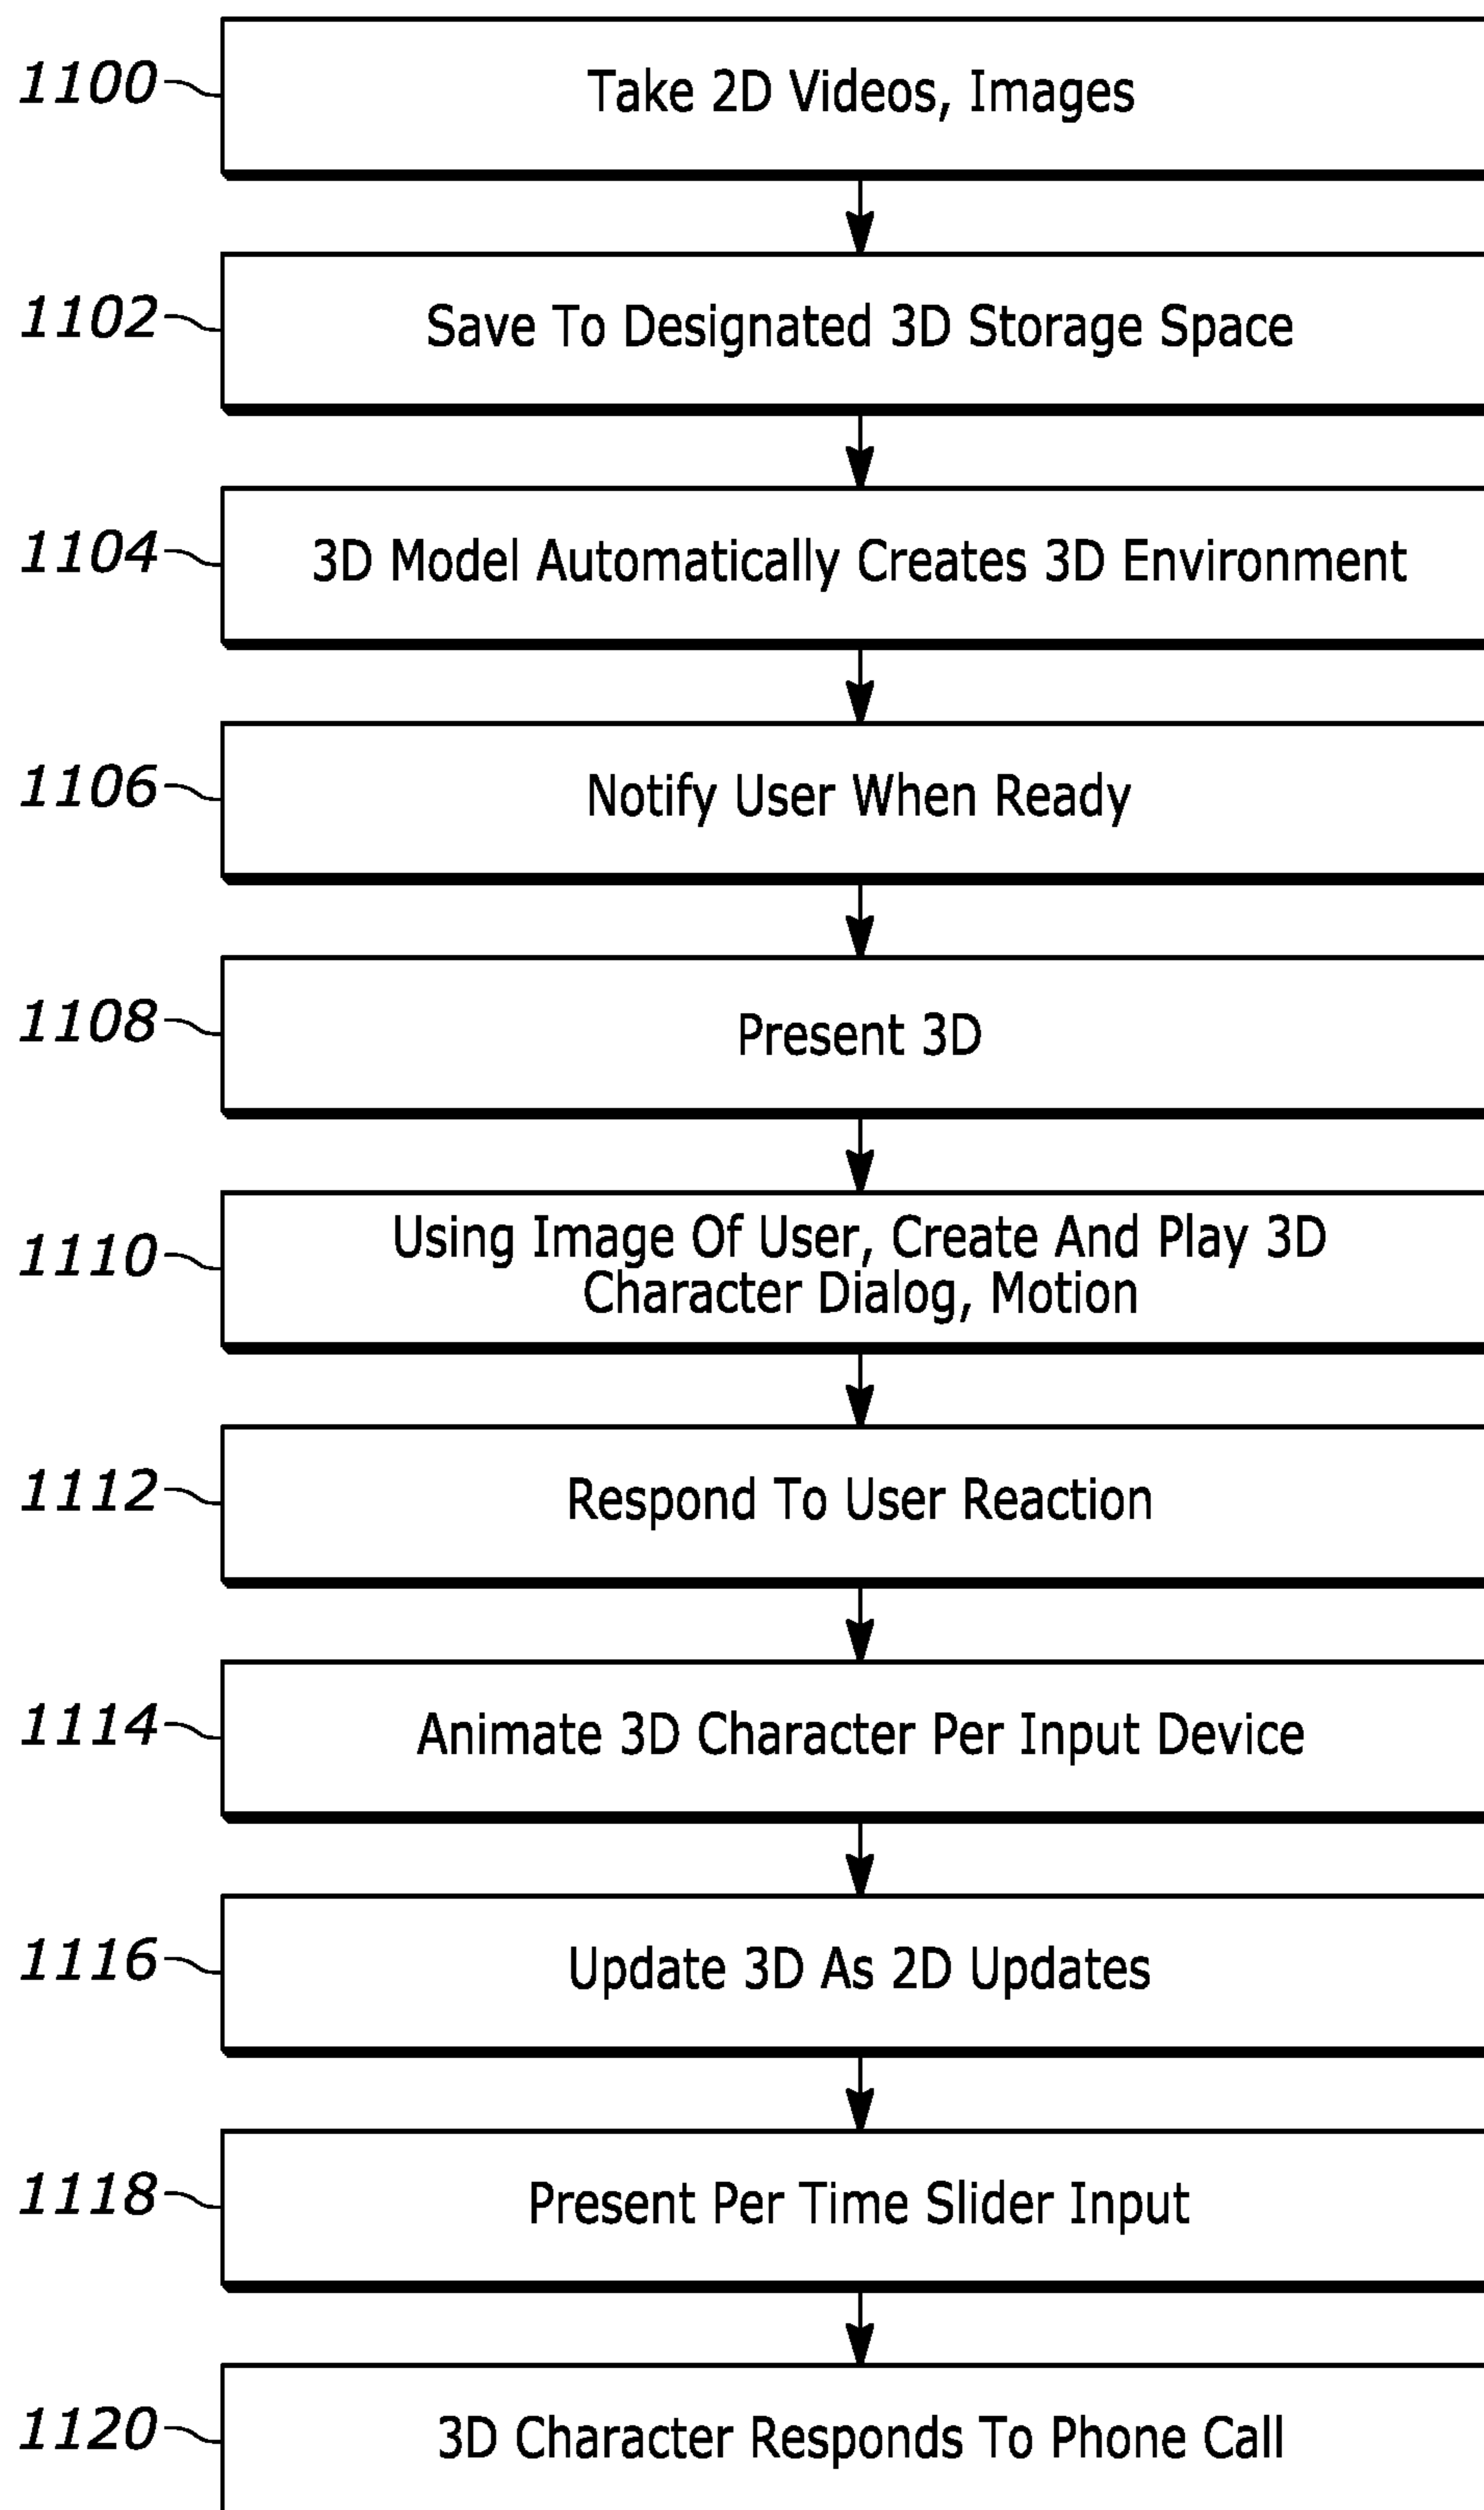 1100
Take 2D Videos, Images
1102
Save To Designated 3D Storage Space
1104
3D Model Automatically Creates 3D Environment
1106
Notify User When Ready
1108
Present 3D
1110
Using Image Of User, Create And Play 3D
Character Dialog, Motion
1112
Respond To User Reaction
1114
Animate 3D Character Per Input Device
1116
Update 3D As 2D Updates
1118
Present Per Time Slider Input
1120
3D Character Responds To Phone Call